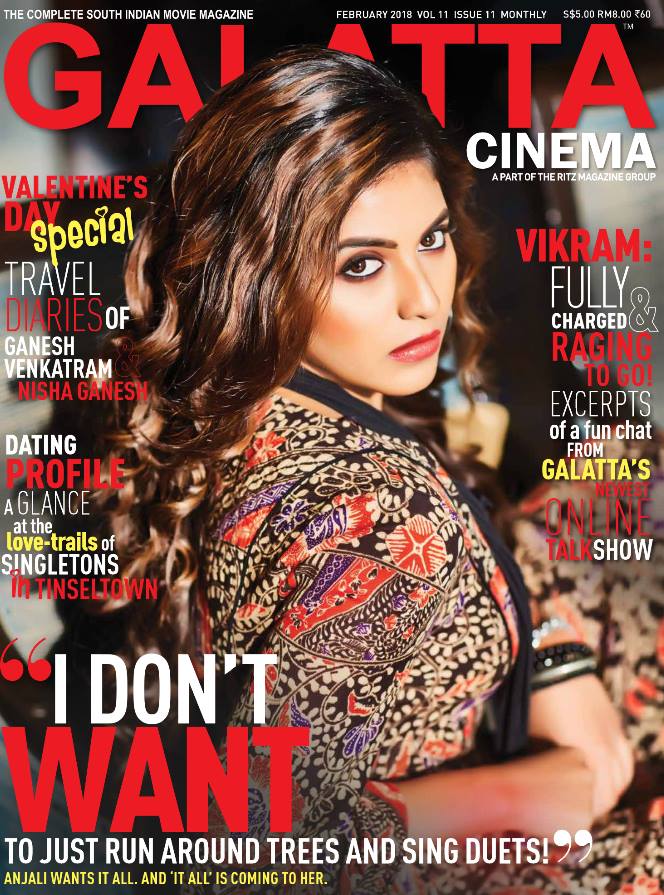 THE COMPLETE SOUTH INDIAN MOVIE MAGAZINE
FEBRUARY 2018 VOL 11 ISSUE 11 MONTHLY S$5.00 RM8.00 ₹60
GALATTA
TM
CINEMA
A PART OF THE RITZ MAGAZINE GROUP
VALENTINE'S
DAY
Special
TRAVEL
DIARIES OF
GANESH
VENKATRAM &
NISHA GANESH
DATING
PROFILE
A GLANCE
at the
love-trails of
S!NGLETONS
in TINSELTOWN
VIKRAM:
FULLY
CHARGED &
RAGING
TO GO!
EXCERPTS
of a fun chat
FROM
GALATTA'S
NEWEST
ONLINE
TALKSHOW
“I DON'T
WANT
TO JUST RUN AROUND TREES AND SING DUETS!”
ANJALI WANTS IT ALL. AND ‘IT ALL’ IS COMING TO HER.